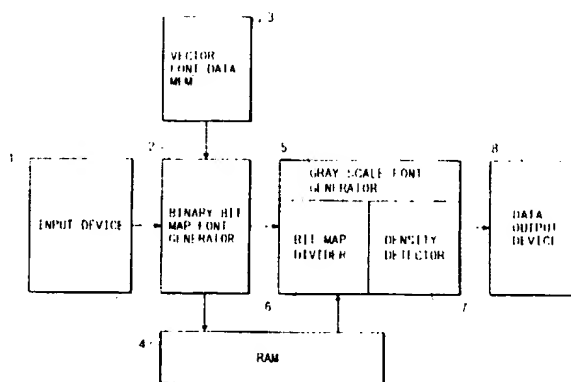 3
VECTOR
FONT DATA
MEM
1
2
5
8
INPUT DEVICE
BINARY BIT
MAP FONT
GENERATOR
GRAY SCALE FONT
GENERATOR
BIT MAP
DIVIDER
DENSITY
DETECTOR
DATA
OUTPUT
DEVICE
6
7
4
RAM